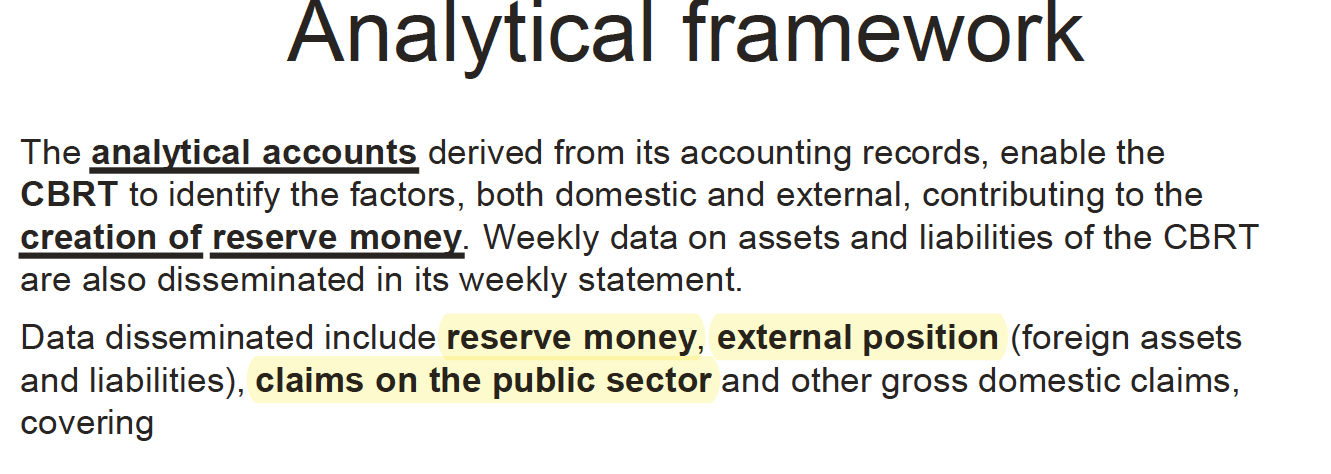 Analytical framework
The analytical accounts derived from its accounting records, enable the
CBRT to identify the factors, both domestic and external, contributing to the
creation of reserve money. Weekly data on assets and liabilities of the CBRT
are also disseminated in its weekly statement.
Data disseminated include reserve money, external position (foreign assets
and liabilities), claims on the public sector and other gross domestic claims,
covering